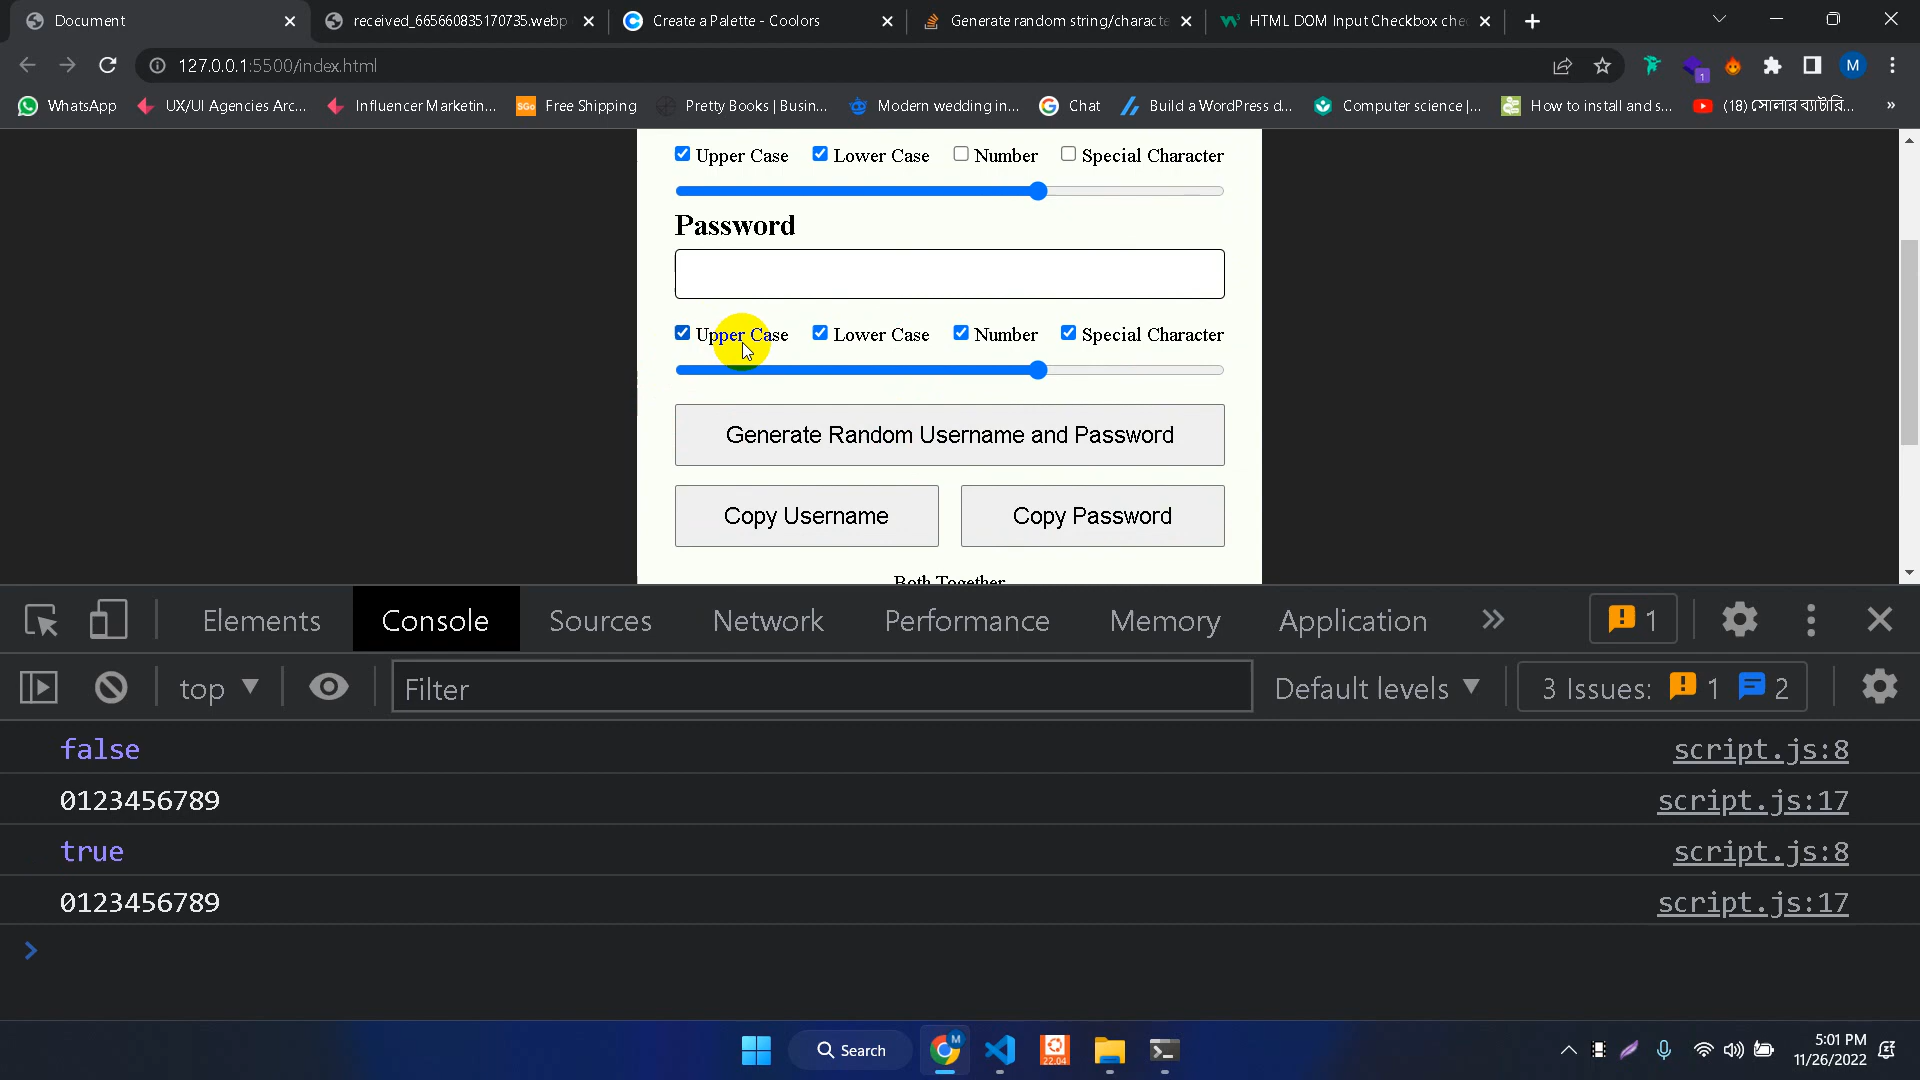 Document
received_665660835170735.webp
Create a Palette - Coolors
Generate random string/characte
HTML DOM Input Checkbox che
127.0.0.1:5500/index.html
1
M
WhatsApp
UX/UI Agencies Arc...
Influencer Marketin...
SGo
Free Shipping
Pretty Books | Busin...
Modern wedding in...
Chat
Build a WordPress d...
Computer science |...
How to install and s...
(18) সোলার ব্যাটারি...
»
Upper Case
Lower Case
Number
Special Character
Password
Upper Case
Lower Case
Number
Special Character
Generate Random Username and Password
Copy Username
Copy Password
Both Together
Elements
Console
Sources
Network
Performance
Memory
Application
1
top
Filter
Default levels
3 Issues: 1 2
false script.js:8
0123456789 script.js:17
true script.js:8
0123456789 script.js:17
Search
M
22.04
5:01 PM
11/26/2022